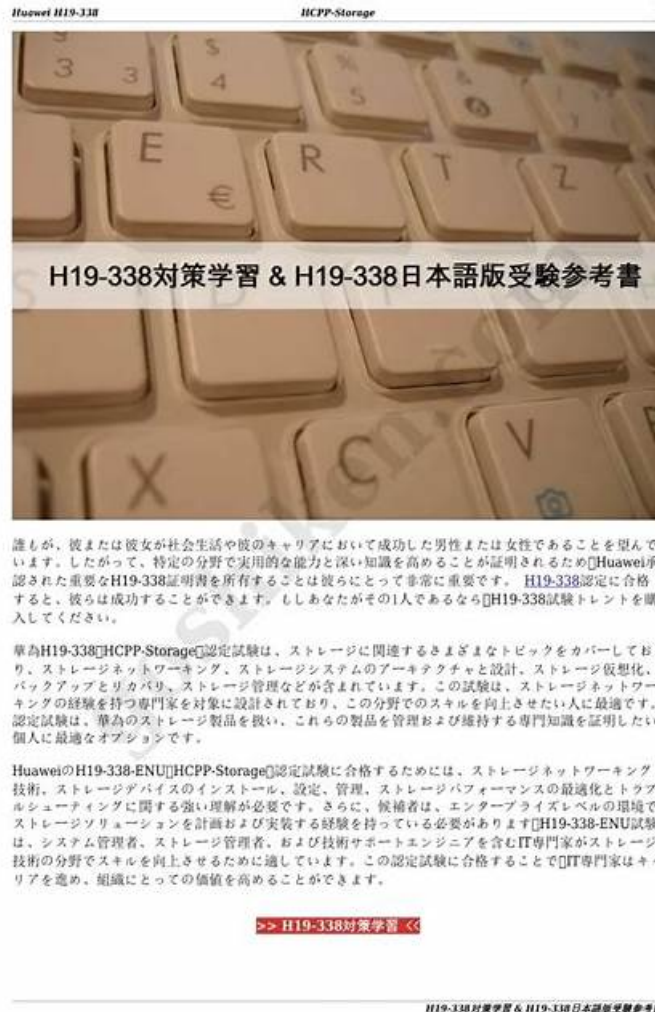 Huawei H19-338
HCPP-Storage
3 3 $ 4 % 5 & 6
E € R T Z
H19-338対策学習 & H19-338日本語版受験参考書
S D
X C V
誰もが、彼または彼女が社会生活や彼のキャリアにおいて成功した男性または女性であることを望んで
います。したがって、特定の分野で実用的な能力と深い知識を高めることが証明されるため、Huawei承
認された重要なH19-338証明書を所有することは彼らにとって非常に重要です。 H19-338認定に合格
すると、彼らは成功することができます。もしあなたがその1人であるなら、H19-338試験トレントを購
入してください。
華為H19-338（HCPP-Storage）認定試験は、ストレージに関連するさまざまなトピックをカバーしてお
り、ストレージネットワーキング、ストレージシステムのアーキテクチャと設計、ストレージ仮想化、
バックアップとリカバリ、ストレージ管理などが含まれています。この試験は、ストレージネットワー
キングの経験を持つ専門家を対象に設計されており、この分野でのスキルを向上させたい人に最適です。
認定試験は、華為のストレージ製品を扱い、これらの製品を管理および維持する専門知識を証明したい
個人に最適なオプションです。
HuaweiのH19-338-ENU（HCPP-Storage）認定試験に合格するためには、ストレージネットワーキング
技術、ストレージデバイスのインストール、設定、管理、ストレージパフォーマンスの最適化とトラブ
ルシューティングに関する強い理解が必要です。さらに、候補者は、エンタープライズレベルの環境で
ストレージソリューションを計画および実装する経験を持っている必要があります。H19-338-ENU試験
は、システム管理者、ストレージ管理者、および技術サポートエンジニアを含むIT専門家がストレージ
技術の分野でスキルを向上させるために適しています。この認定試験に合格することで、IT専門家はキャ
リアを進め、組織にとっての価値を高めることができます。
>> H19-338対策学習 <<
H19-338対策学習 & H19-338日本語版受験参考書